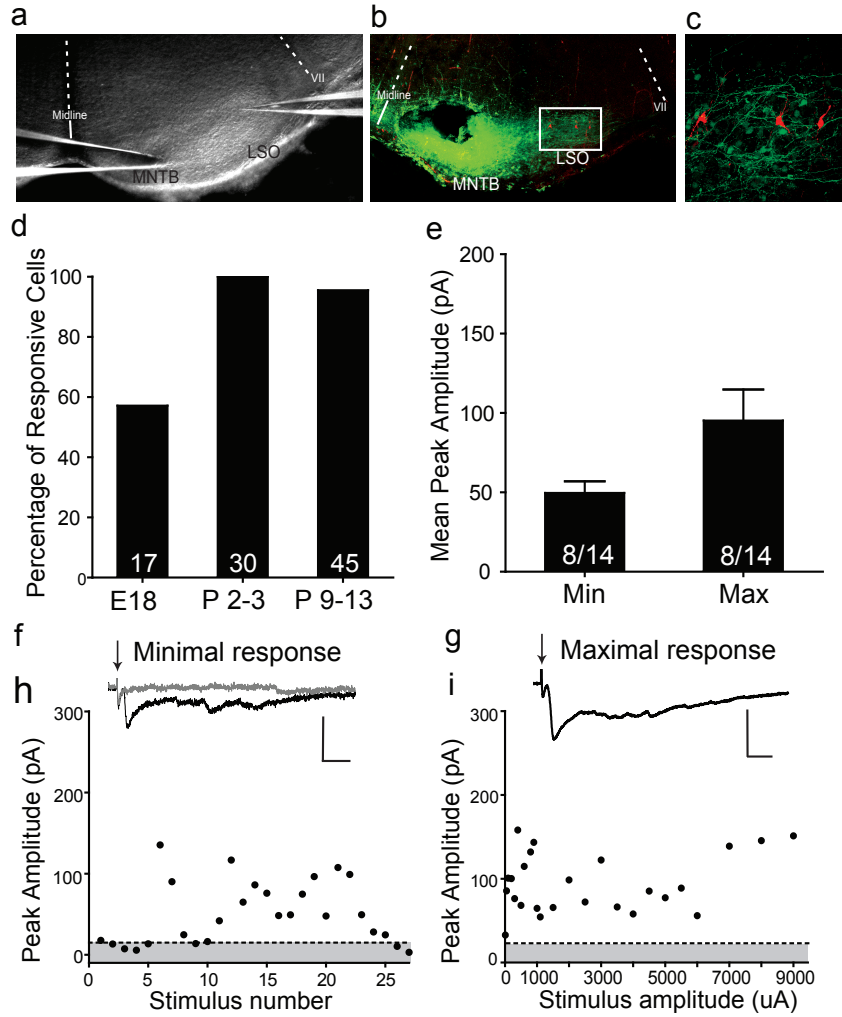 a
b
c
Midline
VII
MNTB
LSO
Midline
VII
MNTB
LSO
d
Percentage of Responsive Cells
100
80
60
40
20
0
17
30
45
E18
P 2-3
P 9-13
e
Mean Peak Amplitude (pA)
200
150
100
50
0
8/14
8/14
Min
Max
f
Minimal response
g
Maximal response
h
Peak Amplitude (pA)
300
200
100
0
0
5
10
15
20
25
Stimulus number
i
Peak Amplitude (pA)
300
200
100
0
0
1000
3000
5000
7000
9000
Stimulus amplitude (uA)